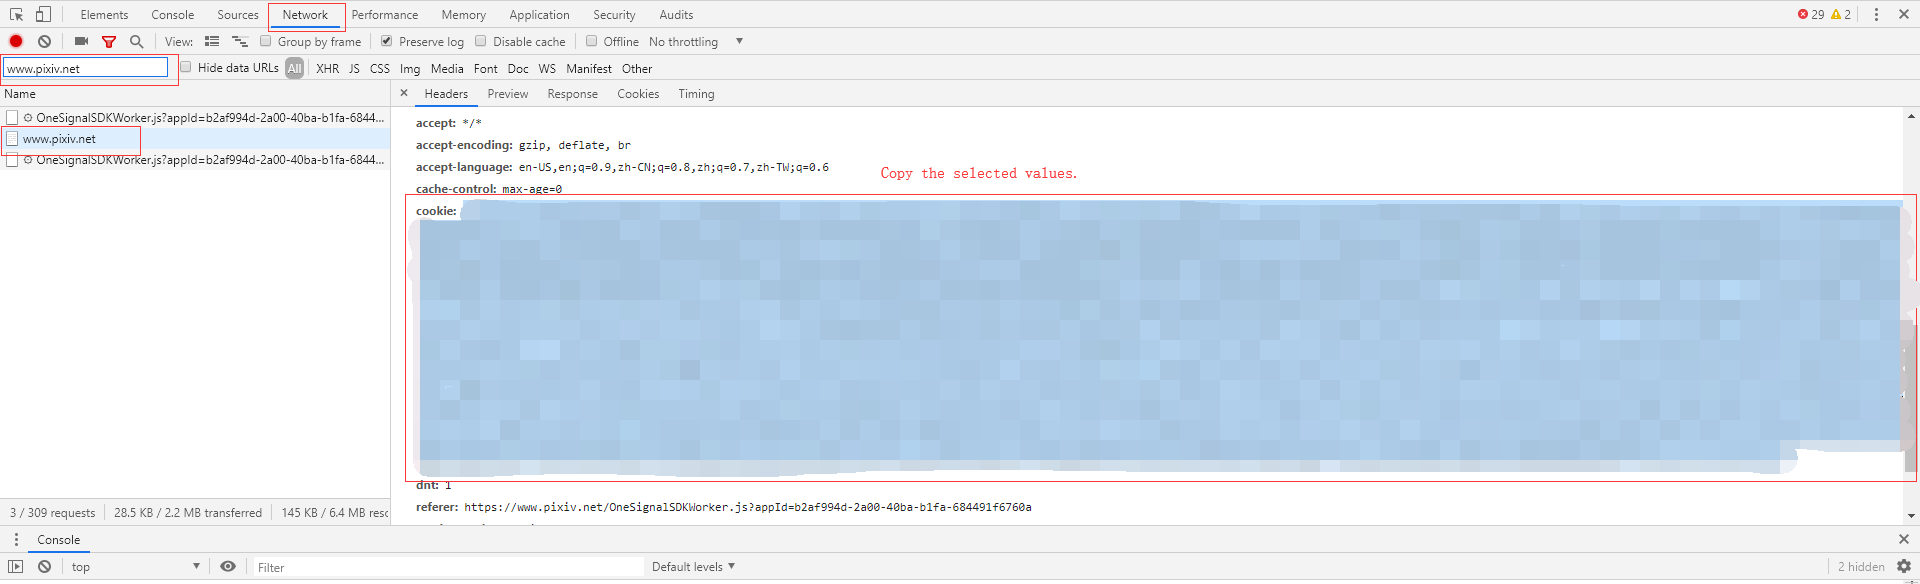 Elements Console Sources Network Performance Memory Application Security Audits 29 2
View: Group by frame Preserve log Disable cache Offline No throttling
www.pixiv.net Hide data URLs All XHR JS CSS Img Media Font Doc WS Manifest Other
Name
OneSignalSDKWorker.js?appId=b2af994d-2a00-40ba-b1fa-6844...
www.pixiv.net
OneSignalSDKWorker.js?appId=b2af994d-2a00-40ba-b1fa-6844...
3 / 309 requests 28.5 KB / 2.2 MB transferred 145 KB / 6.4 MB resc
Headers Preview Response Cookies Timing
accept: */*
accept-encoding: gzip, deflate, br
accept-language: en-US,en;q=0.9,zh-CN;q=0.8,zh;q=0.7,zh-TW;q=0.6
Copy the selected values.
cache-control: max-age=0
cookie:
dnt: 1
referer: https://www.pixiv.net/OneSignalSDKWorker.js?appId=b2af994d-2a00-40ba-b1fa-684491f6760a
Console
top Filter Default levels 2 hidden